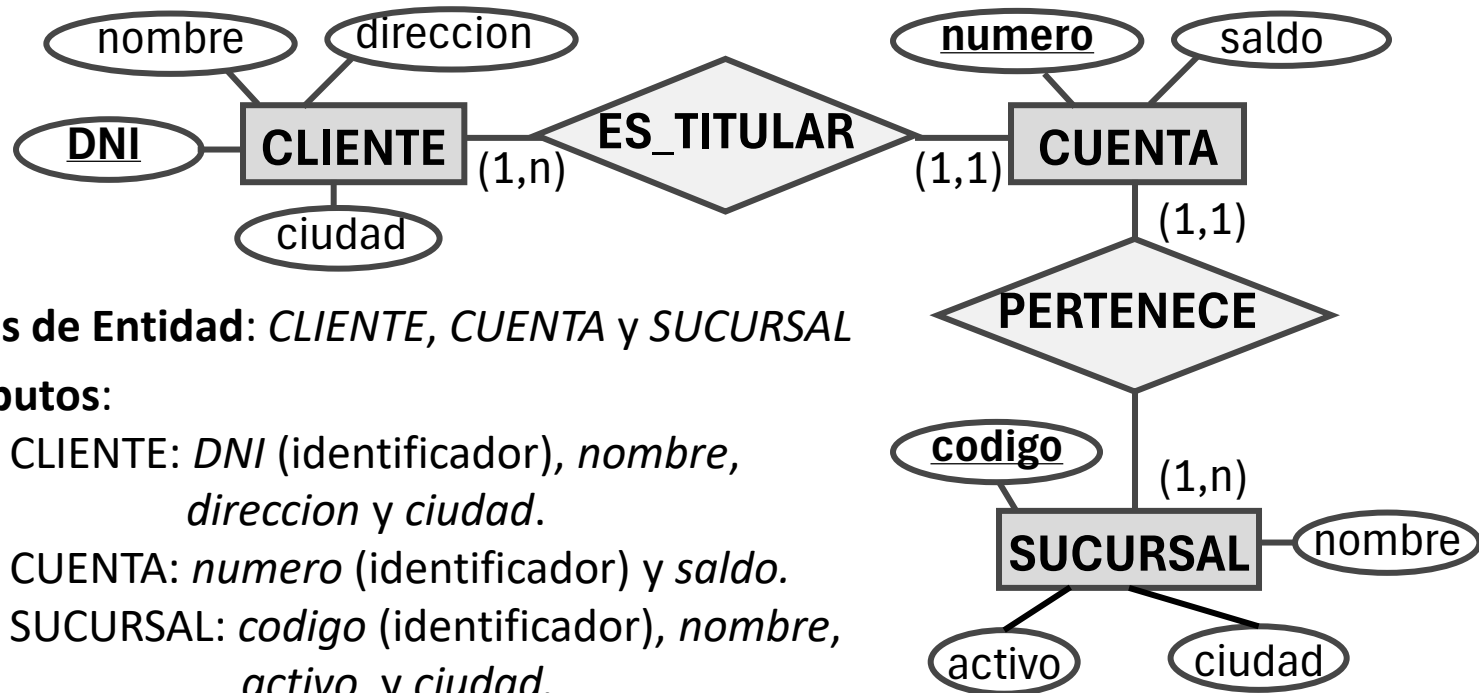 nombre
direccion
DNI
CLIENTE
(1,n)
ES_TITULAR
(1,1)
numero
saldo
CUENTA
ciudad
(1,1)
PERTENECE
(1,n)
codigo
SUCURSAL
nombre
activo
ciudad
s de Entidad: CLIENTE, CUENTA y SUCURSAL
butos:
CLIENTE: DNI (identificador), nombre,
direccion y ciudad.
CUENTA: numero (identificador) y saldo.
SUCURSAL: codigo (identificador), nombre,
activo y ciudad.